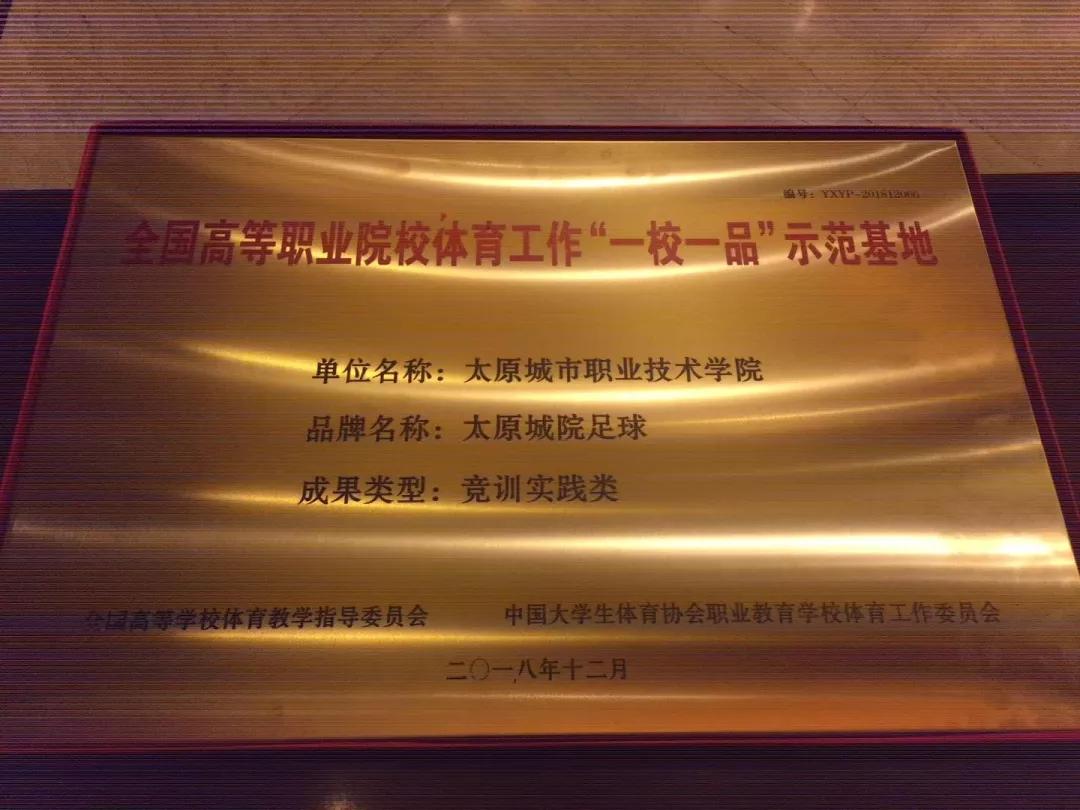 编号：YXYP-201812066
全国高等职业院校体育工作“一校一品”示范基地
单位名称：太原城市职业技术学院
品牌名称：太原城院足球
成果类型：竞训实践类
全国高等学校体育教学指导委员会 中国大学生体育协会职业教育学校体育工作委员会
二〇一八年十二月